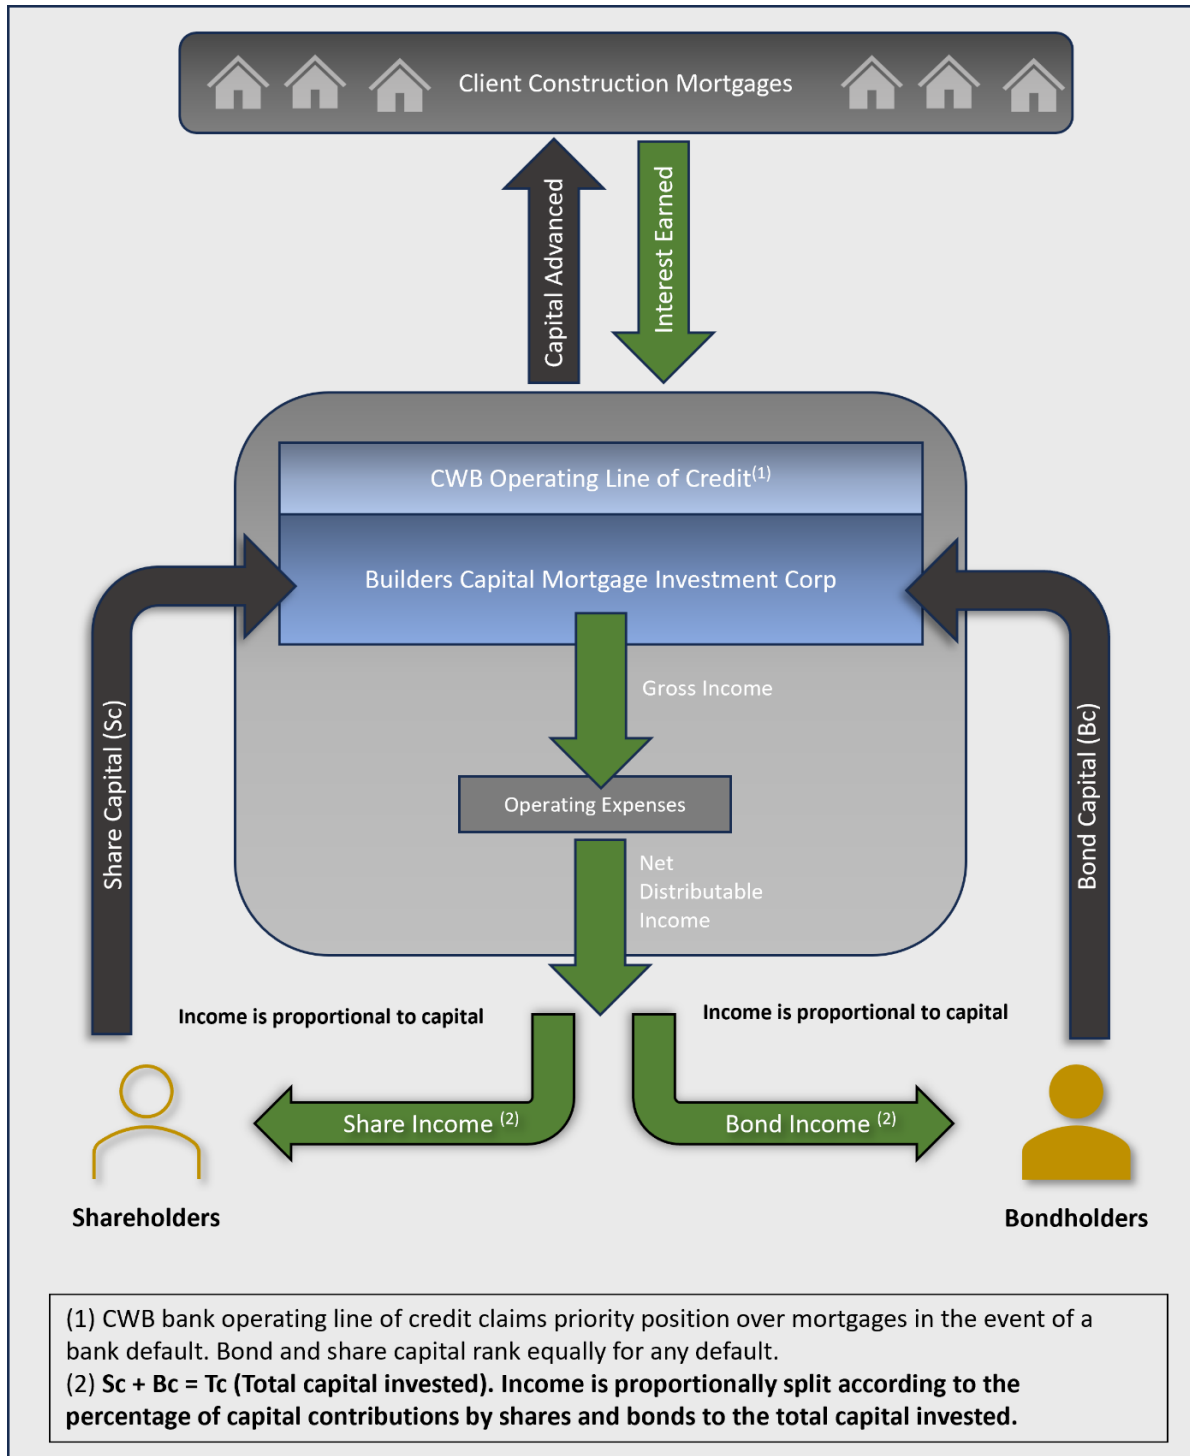 Client Construction Mortgages
Capital Advanced
Interest Earned
CWB Operating Line of Credit(1)
Builders Capital Mortgage Investment Corp
Share Capital (Sc)
Bond Capital (Bc)
Gross Income
Operating Expenses
Net
Distributable
Income
Income is proportional to capital
Income is proportional to capital
Share Income (2)
Bond Income (2)
Shareholders
Bondholders
(1) CWB bank operating line of credit claims priority position over mortgages in the event of a
bank default. Bond and share capital rank equally for any default.
(2) Sc + Bc = Tc (Total capital invested). Income is proportionally split according to the
percentage of capital contributions by shares and bonds to the total capital invested.